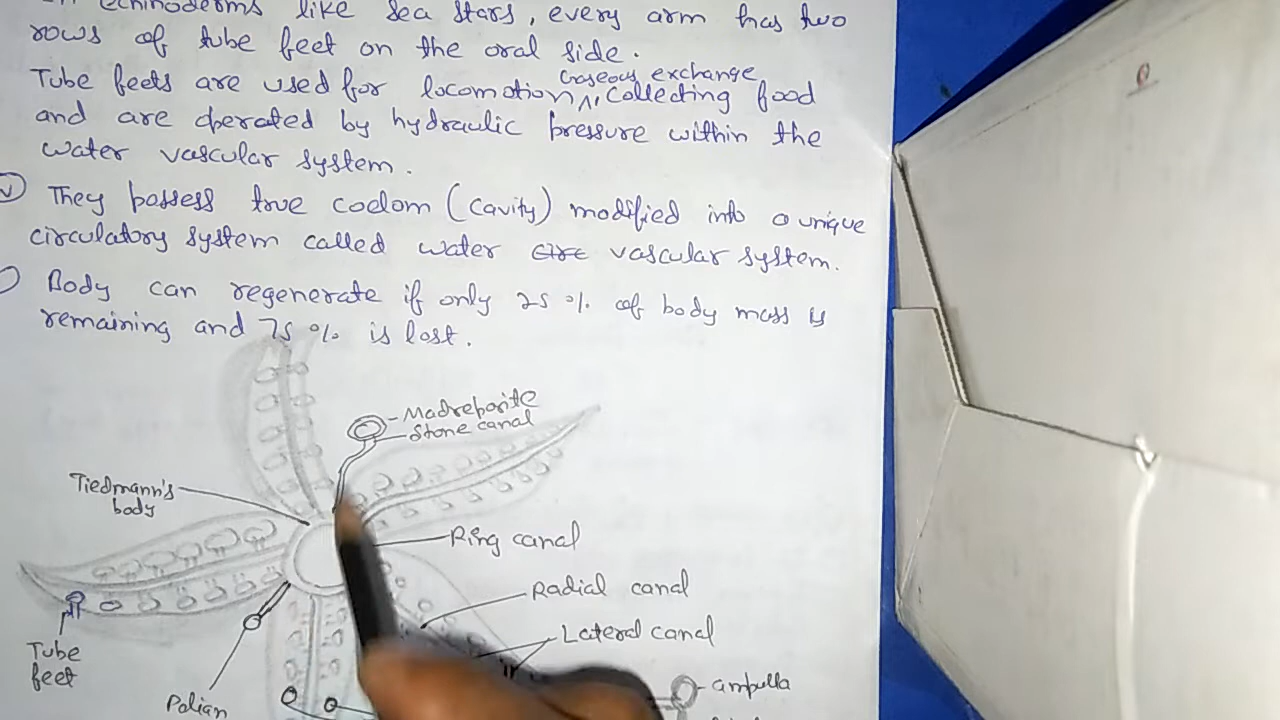 echinoderms like sea stars, every arm has two
rows of tube feet on the oral side.
Tube feets are used for locomotion, Gaseous exchange, Collecting food
and are operated by hydraulic pressure within the
water vascular system.
v) They possess true coelom (cavity) modified into a unique
circulatory system called water vascular system.
Body can regenerate if only 25 % of body mass is
remaining and 75 % is lost.
Madreporite
Stone canal
Tiedmann's
body
Ring canal
Radial canal
Lateral canal
Tube
feet
Polian
ampulla